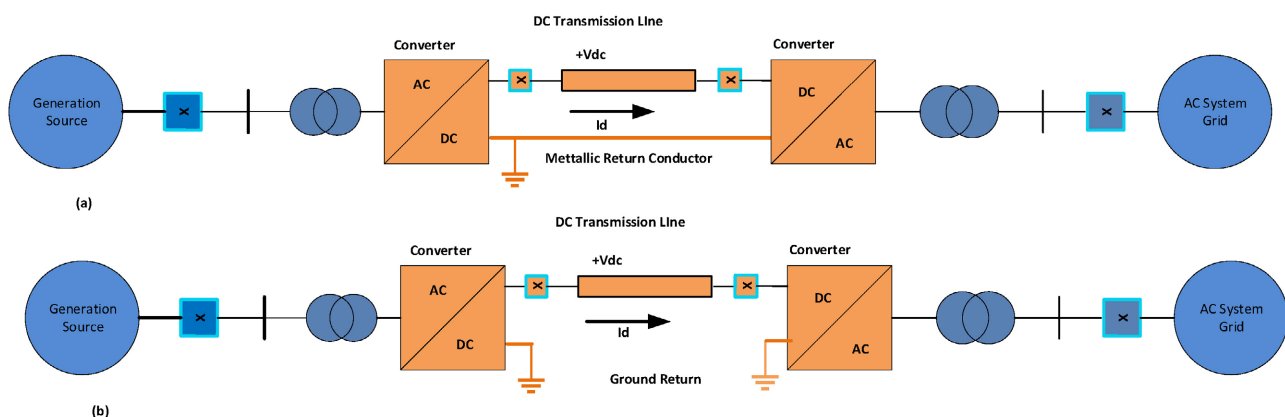 DC Transmission LIne
Converter
Converter
+Vdc
Generation
Source
X
AC
DC
X
X
Id
DC
AC
X
AC System
Grid
Mettallic Return Conductor
(a)
DC Transmission LIne
Converter
Converter
+Vdc
Generation
Source
X
AC
DC
X
X
Id
DC
AC
X
AC System
Grid
Ground Return
(b)